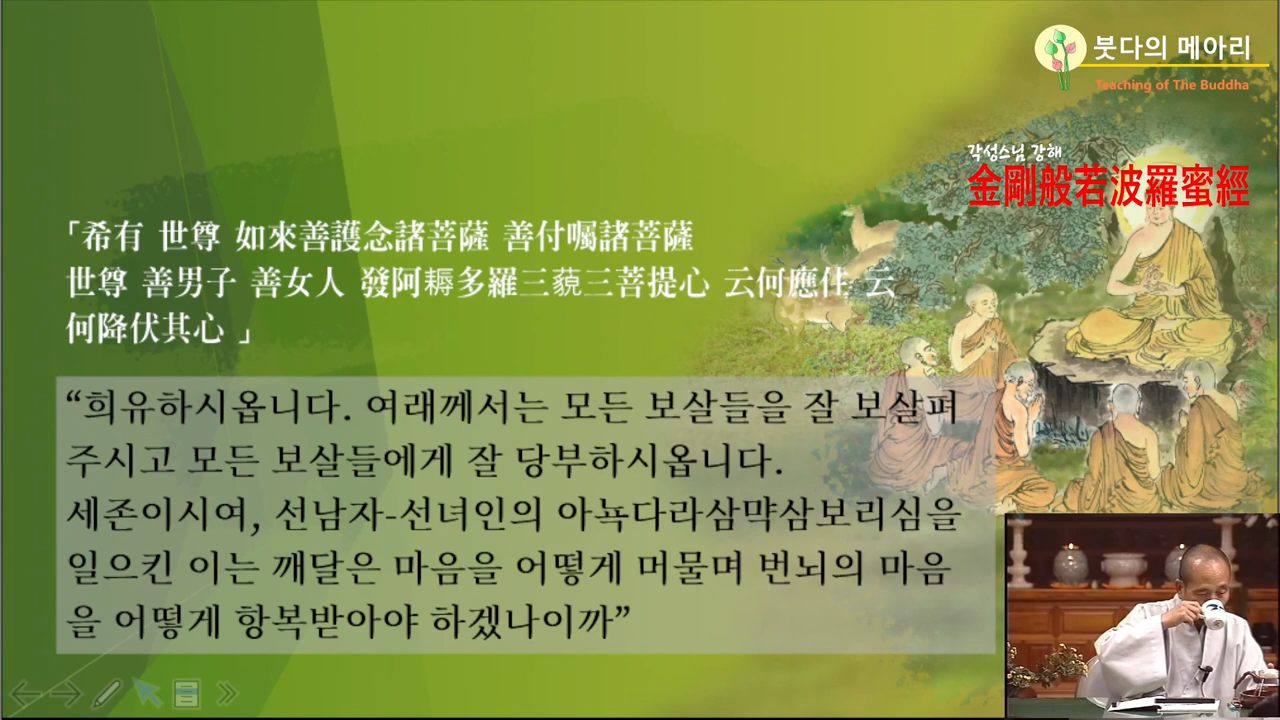 붓다의 메아리
Teaching of The Buddha
각성스님 강해
金剛般若波羅蜜經
「希有 世尊 如來善護念諸菩薩 善付囑諸菩薩
世尊 善男子 善女人 發阿耨多羅三藐三菩提心 云何應住 云
何降伏其心 」
“희유하시옵니다. 여래께서는 모든 보살들을 잘 보살펴
주시고 모든 보살들에게 잘 당부하시옵니다.
세존이시여, 선남자-선녀인의 아뇩다라삼먁삼보리심을
일으킨 이는 깨달은 마음을 어떻게 머물며 번뇌의 마음
을 어떻게 항복받아야 하겠나이까”